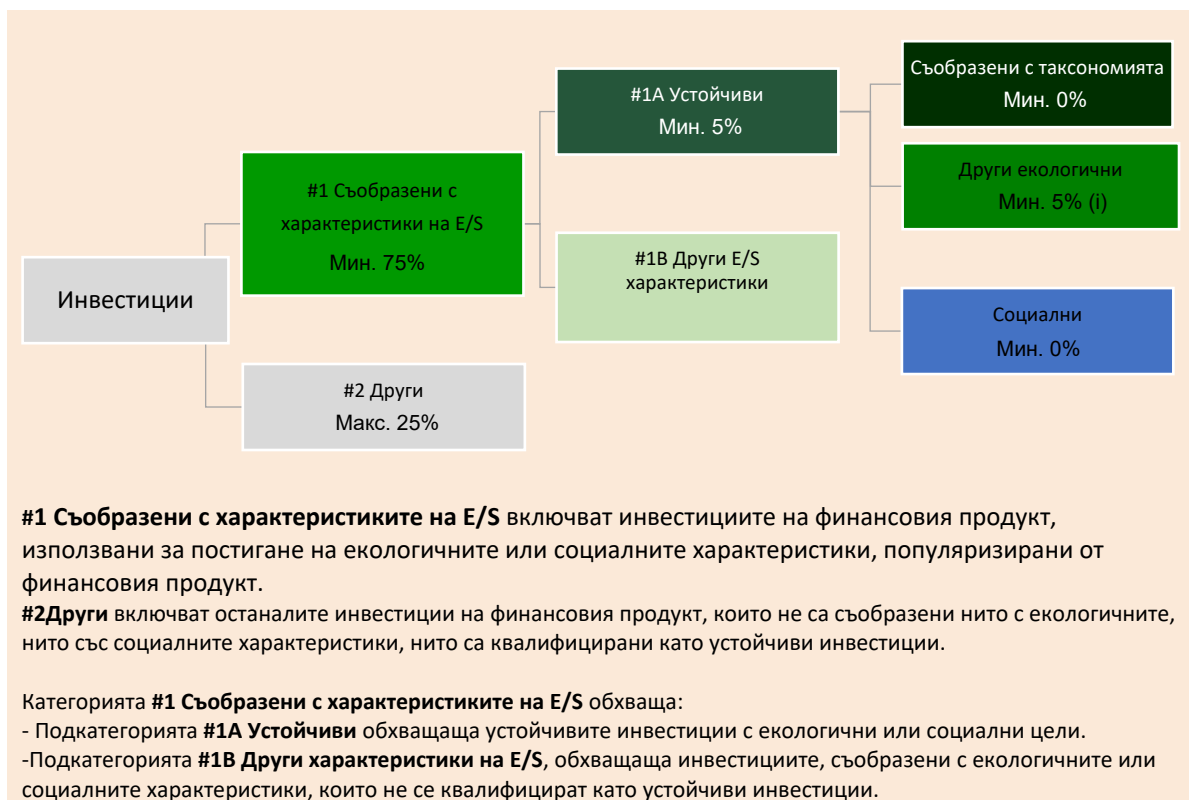 Инвестиции
#1 Съобразени с
характеристики на E/S
Мин. 75%
#2 Други
Макс. 25%
#1A Устойчиви
Мин. 5%
#1B Други E/S
характеристики
Съобразени с таксономията
Мин. 0%
Други екологични
Мин. 5% (i)
Социални
Мин. 0%
#1 Съобразени с характеристиките на E/S включват инвестициите на финансовия продукт,
използвани за постигане на екологичните или социалните характеристики, популяризирани от
финансовия продукт.
#2Други включват останалите инвестиции на финансовия продукт, които не са съобразени нито с екологичните,
нито със социалните характеристики, нито са квалифицирани като устойчиви инвестиции.
Категорията #1 Съобразени с характеристиките на E/S обхваща:
- Подкатегорията #1A Устойчиви обхващаща устойчивите инвестиции с екологични или социални цели.
-Подкатегорията #1B Други характеристики на E/S, обхващаща инвестициите, съобразени с екологичните или
социалните характеристики, които не се квалифицират като устойчиви инвестиции.